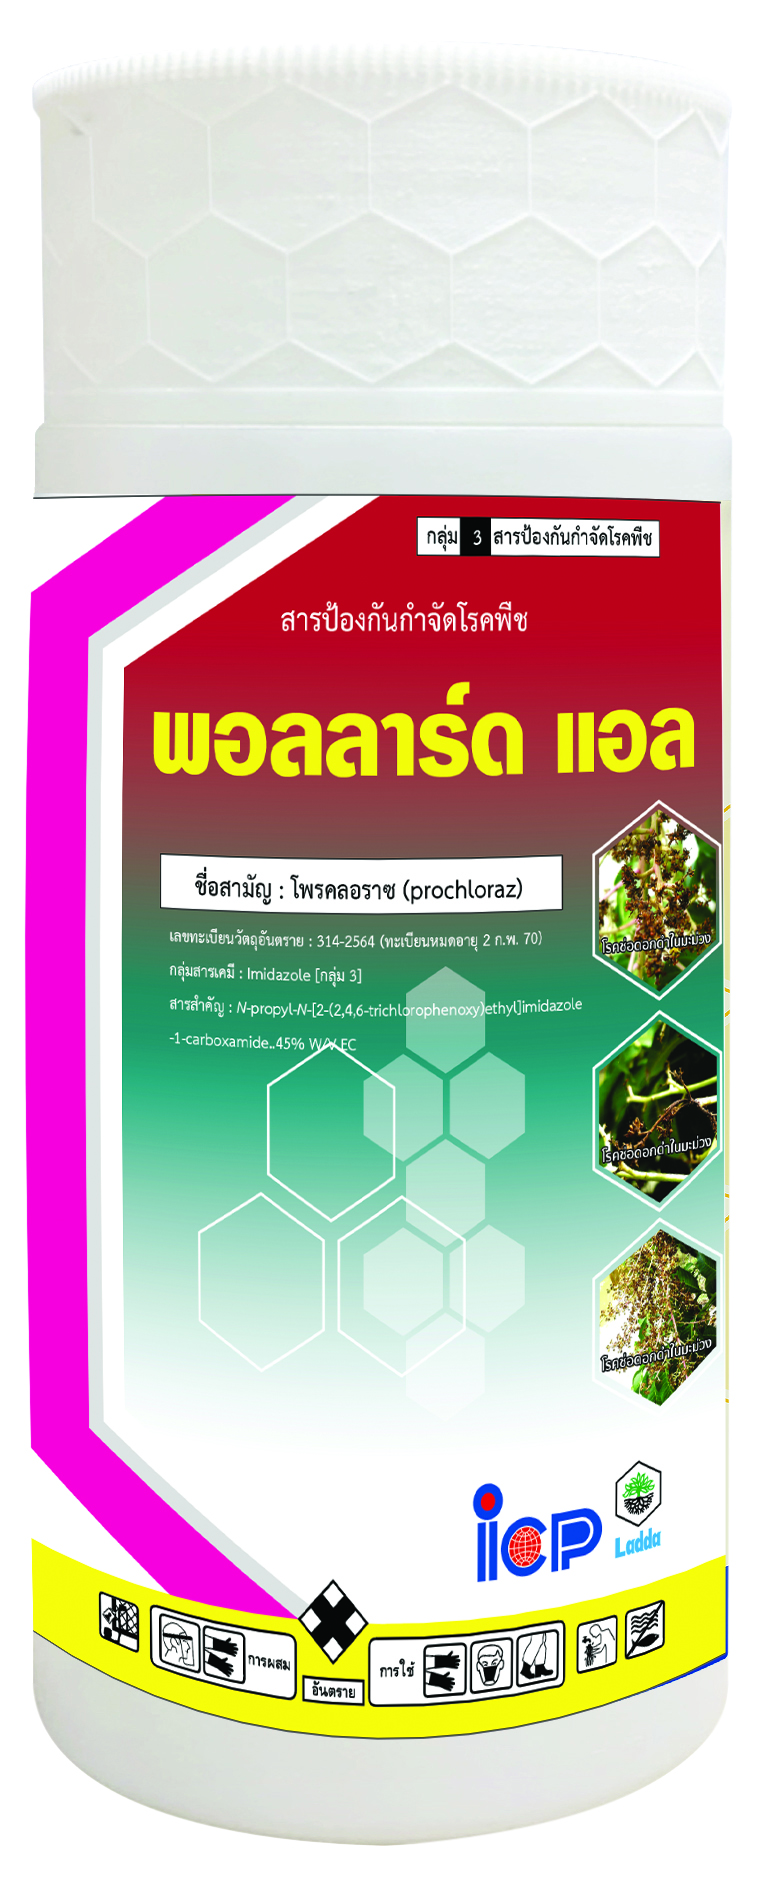 กลุ่ม 3 สารป้องกันกำจัดโรคพืช
สารป้องกันกำจัดโรคพืช
พอลลาร์ด แอล
ชื่อสามัญ : โพรคลอราซ (prochloraz)
เลขทะเบียนวัตถุอันตราย : 314-2564 (ทะเบียนหมดอายุ 2 ก.พ. 70)
กลุ่มสารเคมี : Imidazole [กลุ่ม 3]
สารสำคัญ : N-propyl-N-[2-(2,4,6-trichlorophenoxy)ethyl]imidazole
-1-carboxamide..45% W/V EC
โรคช่อดอกดำในมะม่วง
โรคช่อดอกดำในมะม่วง
โรคช่อดอกดำในมะม่วง
icp
Ladda
การผสม
อันตราย
การใช้